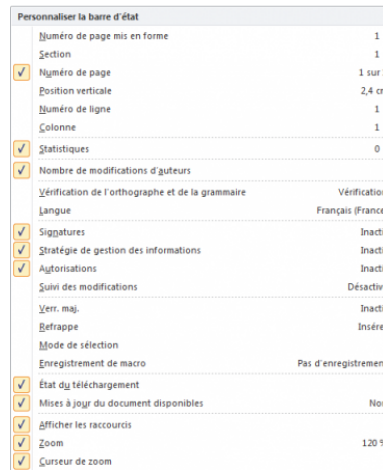 Personnaliser la barre d'état
Numéro de page mis en forme 1
Section 1
Numéro de page 1 sur
Position verticale 2,4 cm
Numéro de ligne 1
Colonne 1
Statistiques 0
Nombre de modifications d'auteurs
Vérification de l'orthographe et de la grammaire Vérification
Langue Français (France
Signatures Inacti
Stratégie de gestion des informations Inacti
Autorisations Inacti
Suivi des modifications Désactiv
Verr. maj.
Refrappe Insére
Mode de sélection
Enregistrement de macro Pas d'enregistremen
État du téléchargement
Mises à jour du document disponibles Non
Afficher les raccourcis
Zoom 120 %
Curseur de zoom